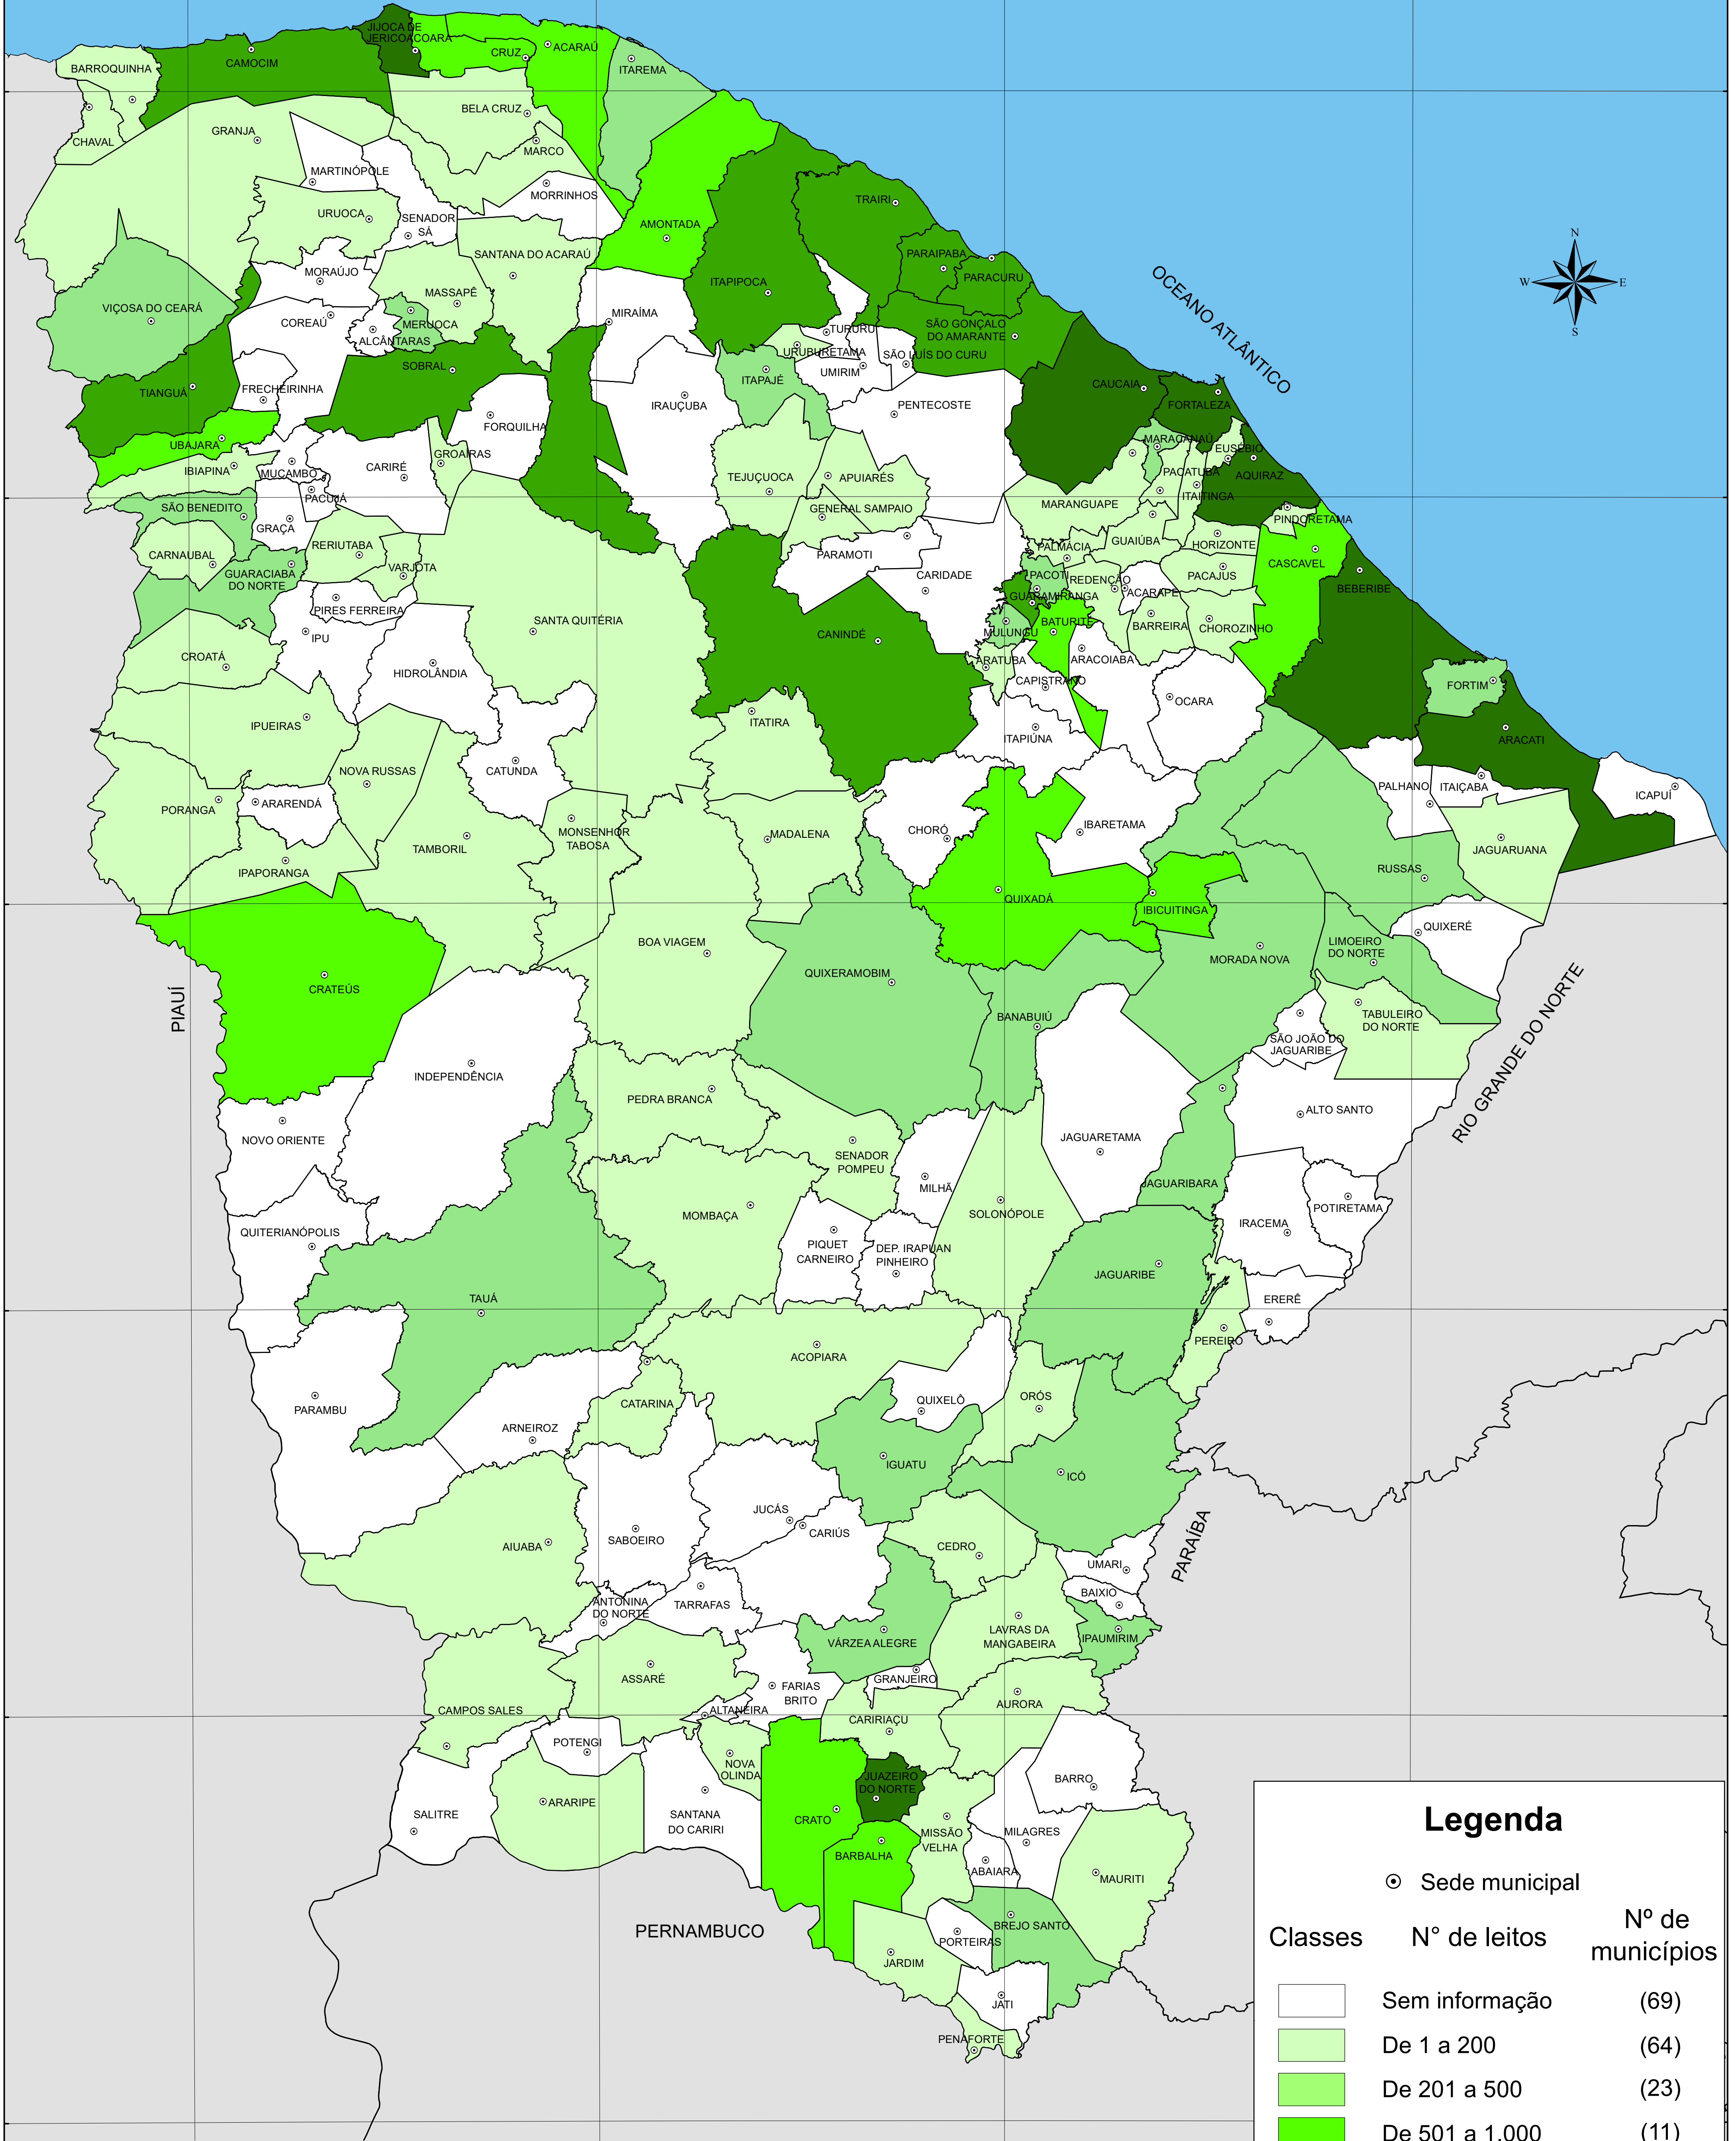 JIJOCA DE
JERICOACOARA
CRUZ
ACARAÚ
BARROQUINHA
CAMOCIM
ITAREMA
CHAVAL
GRANJA
BELA CRUZ
MARCO
MARTINÓPOLE
MORRINHOS
URUOCA
SENADOR
SÁ
AMONTADA
TRAIRI
N
W
E
S
OCEANO ATLÂNTICO
SANTANA DO ACARAÚ
PARAIPABA
PARACURU
MORAÚJO
ITAPIPOCA
MASSAPÊ
VIÇOSA DO CEARÁ
MIRAÍMA
COREAÚ
MERUOCA
ALCÂNTARAS
TURURU
SÃO GONÇALO
DO AMARANTE
URUBURETAMA
SÃO LUÍS DO CURU
SOBRAL
UMIRIM
ITAPAJÉ
CAUCAIA
FRECHEIRINHA
TIANGUÁ
IRAUÇUBA
PENTECOSTE
FORTALEZA
FORQUILHA
UBAJARA
MARACANAÚ
EUSÉBIO
GROAÍRAS
IBIAPINA
MUCAMBO
CARIRÉ
PACATUBA
AQUIRAZ
TEJUÇUOCA
APUIARÉS
ITAITINGA
PACUJÁ
MARANGUAPE
SÃO BENEDITO
GENERAL SAMPAIO
PINDORETAMA
GRAÇA
GUAIÚBA
HORIZONTE
RERIUTABA
CARNAUBAL
PARAMOTI
PALMÁCIA
CASCAVEL
VARJOTA
GUARACIABA
DO NORTE
CARIDADE
PACOTI
REDENÇÃO
PACAJUS
ACARAPE
BEBERIBE
GUARAMIRANGA
PIRES FERREIRA
SANTA QUITÉRIA
BATURITÉ
BARREIRA
CHOROZINHO
CANINDÉ
MULUNGU
IPU
CROATÁ
ARATUBA
ARACOIABA
HIDROLÂNDIA
CAPISTRANO
FORTIM
OCARA
IPUEIRAS
ITATIRA
ITAPIÚNA
ARACATI
NOVA RUSSAS
CATUNDA
PALHANO
ITAIÇABA
ICAPUÍ
PORANGA
ARARENDÁ
IBARETAMA
CHORÓ
MONSENHOR
TABOSA
MADALENA
TAMBORIL
JAGUARUANA
IPAPORANGA
RUSSAS
QUIXADÁ
IBICUITINGA
QUIXERÉ
BOA VIAGEM
LIMOEIRO
DO NORTE
MORADA NOVA
QUIXERAMOBIM
CRATEÚS
PIAUÍ
BANABUIÚ
TABULEIRO
DO NORTE
SÃO JOÃO DO
JAGUARIBE
RIO GRANDE DO NORTE
INDEPENDÊNCIA
PEDRA BRANCA
ALTO SANTO
NOVO ORIENTE
JAGUARETAMA
SENADOR
POMPEU
JAGUARIBARA
MILHÃ
POTIRETAMA
MOMBAÇA
SOLONÓPOLE
IRACEMA
QUITERIANÓPOLIS
PIQUET
CARNEIRO
DEP. IRAPUAN
PINHEIRO
JAGUARIBE
TAUÁ
ERERÊ
PEREIRO
ACOPIARA
ORÓS
QUIXELÔ
CATARINA
PARAMBU
ARNEIROZ
IGUATU
ICÓ
JUCÁS
CARIÚS
SABOEIRO
AIUABA
CEDRO
PARAÍBA
UMARI
BAIXIO
ANTONINA
DO NORTE
TARRAFAS
LAVRAS DA
MANGABEIRA
IPAUMIRIM
VÁRZEA ALEGRE
ASSARÉ
GRANJEIRO
FARIAS
BRITO
AURORA
CAMPOS SALES
ALTANEIRA
CARIRIAÇU
POTENGI
NOVA
OLINDA
JUAZEIRO
DO NORTE
BARRO
ARARIPE
SALITRE
SANTANA
DO CARIRI
CRATO
MISSÃO
VELHA
MILAGRES
BARBALHA
ABAIARA
MAURITI
BREJO SANTO
PERNAMBUCO
PORTEIRAS
JARDIM
JATI
PENAFORTE
Legenda
Sede municipal
Classes N° de leitos Nº de
municípios
Sem informação (69)
De 1 a 200 (64)
De 201 a 500 (23)
De 501 a 1.000 (11)